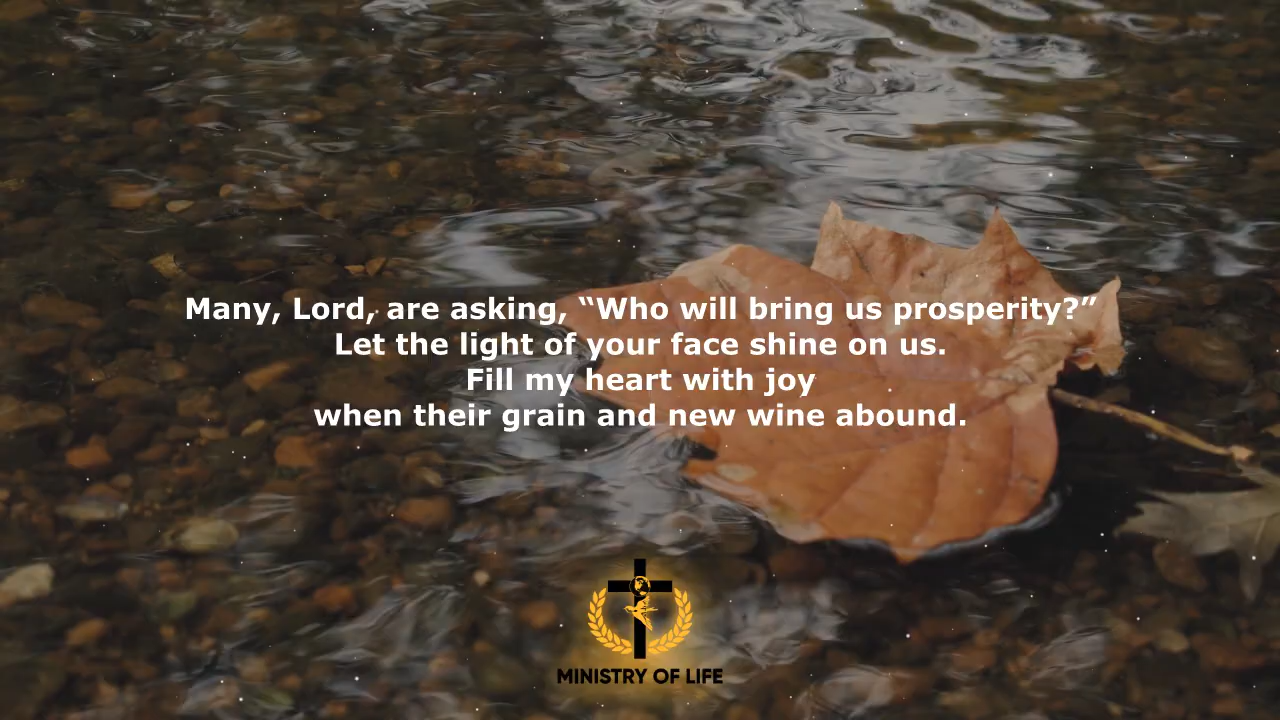 Many, Lord, are asking, “Who will bring us prosperity?”
Let the light of your face shine on us.
Fill my heart with joy
when their grain and new wine abound.
MINISTRY OF LIFE